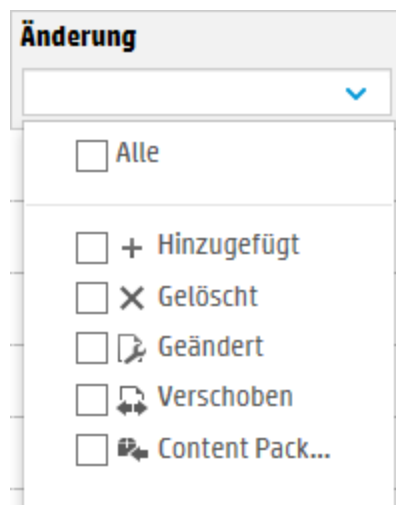 Änderung
Alle
Hinzugefügt
Gelöscht
Geändert
Verschoben
Content Pack...